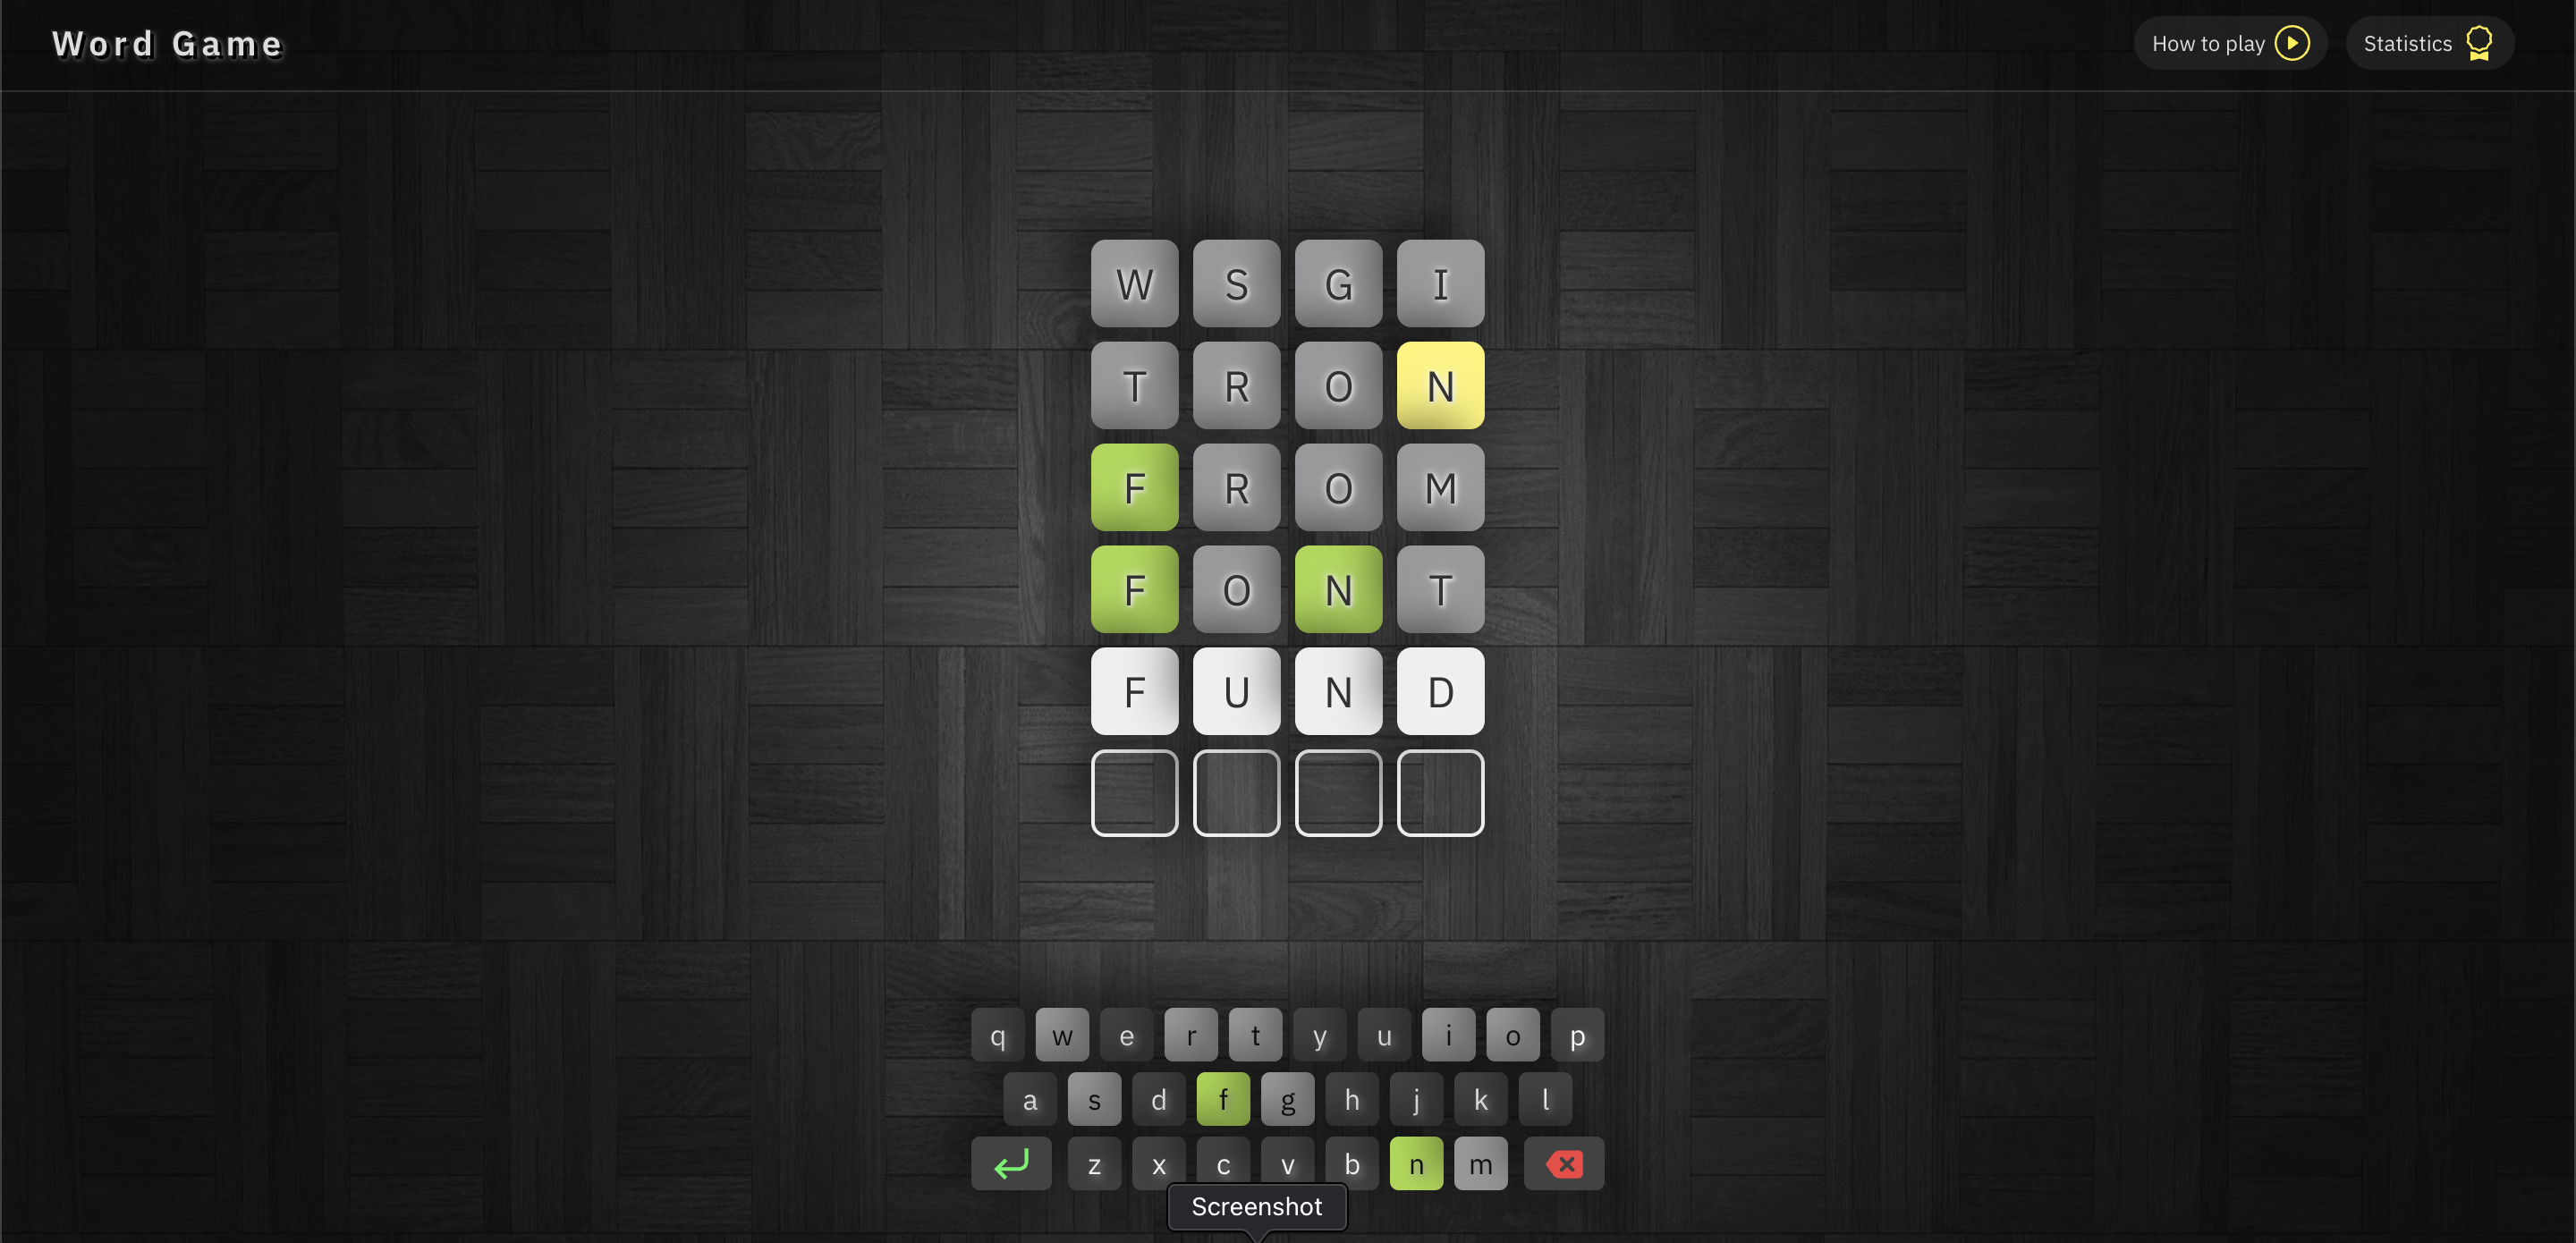 Word Game
How to play
Statistics
W S G I
T R O N
F R O M
F O N T
F U N D
q w e r t y u i o p
a s d f g h j k l
z x c v b n m
Screenshot